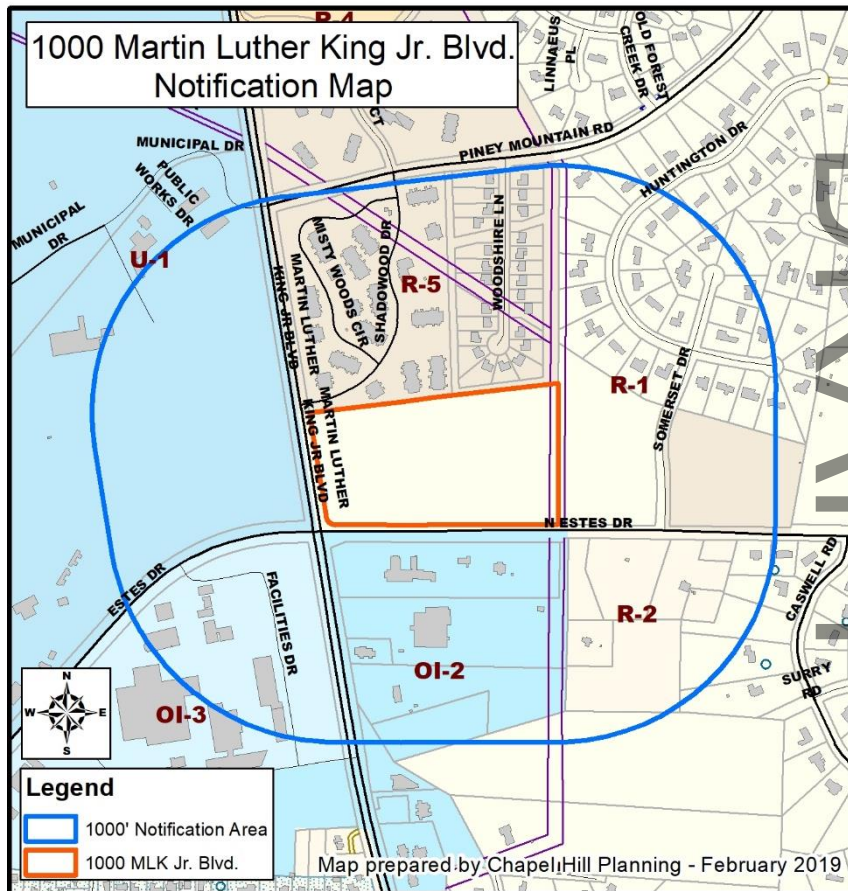 R-4
1000 Martin Luther King Jr. Blvd.
Notification Map
LINNAEUS
PL
OLD FOREST
CREEK DR
CT
PINEY MOUNTAIN RD
MUNICIPAL DR
PUBLIC
WORKS DR
MUNICIPAL
DR
HUNTINGTON DR
U-1
MISTY WOODS CIR
SHADOWOOD DR
WOODSHIRE LN
R-5
MARTIN LUTHER
KING JR BLVD
R-1
SOMERSET DR
MARTIN LUTHER
KING JR BLVD
N ESTES DR
ESTES DR
FACILITIES DR
CASWELL RD
R-2
OI-2
SURRY
RD
OI-3
N
W
E
S
Legend
1000' Notification Area
1000 MLK Jr. Blvd.
Map prepared by Chapel Hill Planning - February 2019